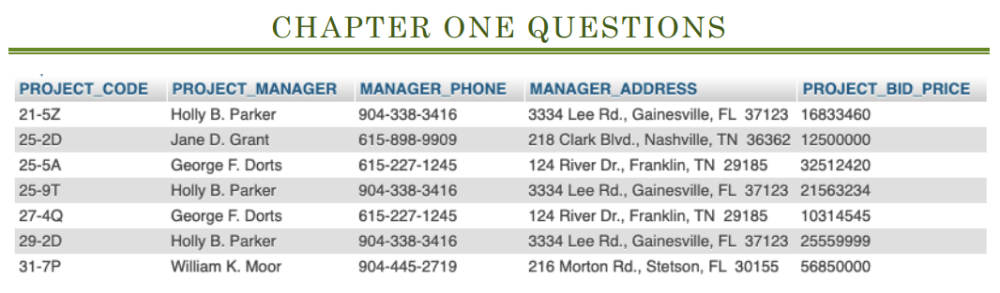 CHAPTER ONE QUESTIONS
PROJECT_CODE PROJECT_MANAGER MANAGER_PHONE MANAGER_ADDRESS PROJECT_BID_PRICE
21-5Z Holly B. Parker 904-338-3416 3334 Lee Rd., Gainesville, FL 37123 16833460
25-2D Jane D. Grant 615-898-9909 218 Clark Blvd., Nashville, TN 36362 12500000
25-5A George F. Dorts 615-227-1245 124 River Dr., Franklin, TN 29185 32512420
25-9T Holly B. Parker 904-338-3416 3334 Lee Rd., Gainesville, FL 37123 21563234
27-4Q George F. Dorts 615-227-1245 124 River Dr., Franklin, TN 29185 10314545
29-2D Holly B. Parker 904-338-3416 3334 Lee Rd., Gainesville, FL 37123 25559999
31-7P William K. Moor 904-445-2719 216 Morton Rd., Stetson, FL 30155 56850000